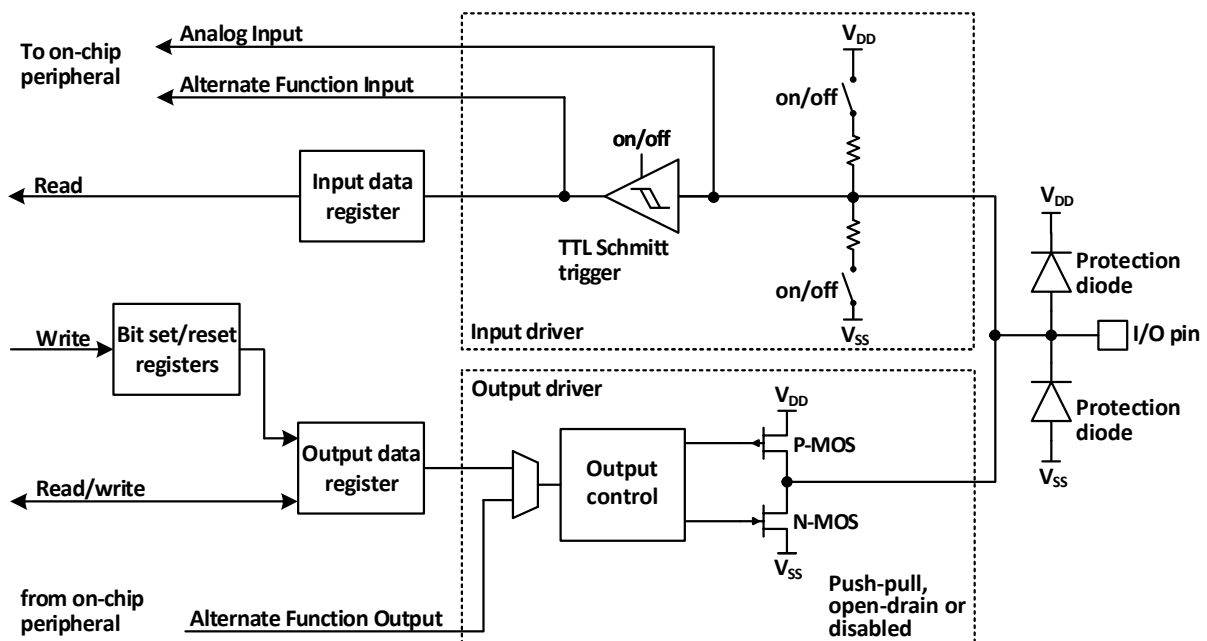 To on-chip
peripheral
Analog Input
Alternate Function Input
Read
Input data
register
on/off
TTL Schmitt
trigger
V_DD
on/off
on/off
V_SS
Input driver
V_DD
Protection
diode
I/O pin
Protection
diode
V_SS
Write
Bit set/reset
registers
Read/write
Output data
register
Output driver
Output
control
V_DD
P-MOS
N-MOS
V_SS
Push-pull,
open-drain or
disabled
from on-chip
peripheral
Alternate Function Output